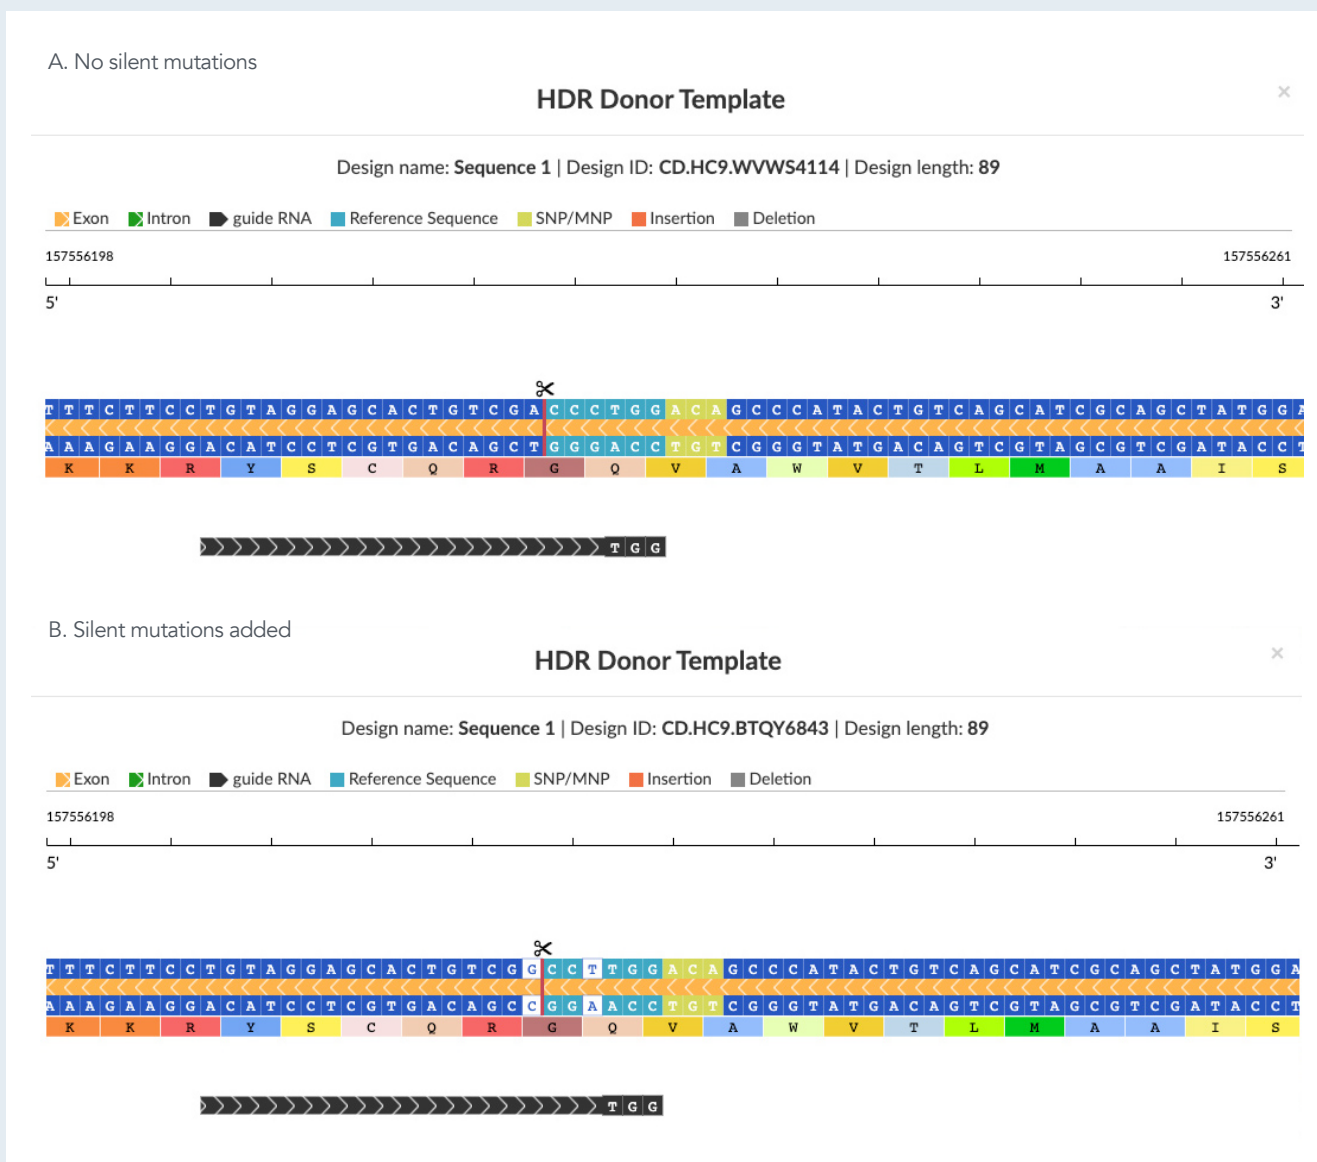 A. No silent mutations
HDR Donor Template
×
Design name: Sequence 1 | Design ID: CD.HC9.WVWS4114 | Design length: 89
Exon Intron guide RNA Reference Sequence SNP/MNP Insertion Deletion
157556198 157556261
5' 3'
T T T C T T C C T G T A G G A G C A C T G T C G A C C C T G G A C A G C C C A T A C T G T C A G C A T C G C A G C T A T G G A
A A A G A A G G A C A T C C T C G T G A C A G C T G G G A C C T G T C G G G T A T G A C A G T C G T A G C G T C G A T A C C T
K K R Y S C Q R G Q V A W V T L M A A I S
T G G
B. Silent mutations added
HDR Donor Template
×
Design name: Sequence 1 | Design ID: CD.HC9.BTQY6843 | Design length: 89
Exon Intron guide RNA Reference Sequence SNP/MNP Insertion Deletion
157556198 157556261
5' 3'
T T T C T T C C T G T A G G A G C A C T G T C G G C C T T G G A C A G C C C A T A C T G T C A G C A T C G C A G C T A T G G A
A A A G A A G G A C A T C C T C G T G A C A G C C G G A A C C T G T C G G G T A T G A C A G T C G T A G C G T C G A T A C C T
K K R Y S C Q R G Q V A W V T L M A A I S
T G G